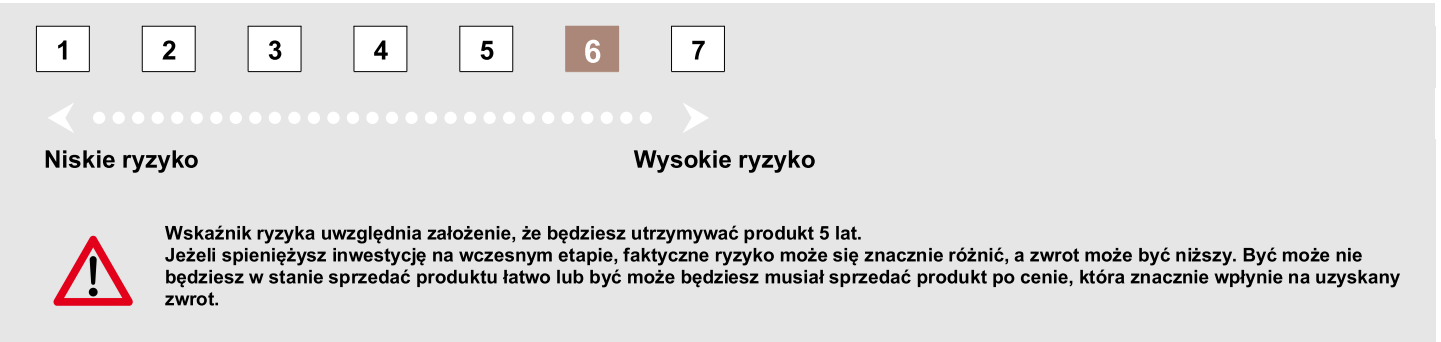 1 2 3 4 5 6 7
Niskie ryzyko Wysokie ryzyko
Wskaźnik ryzyka uwzględnia założenie, że będziesz utrzymywać produkt 5 lat.
Jeżeli spieniężysz inwestycję na wczesnym etapie, faktyczne ryzyko może się znacznie różnić, a zwrot może być niższy. Być może nie
będziesz w stanie sprzedać produktu łatwo lub być może będziesz musiał sprzedać produkt po cenie, która znacznie wpłynie na uzyskany
zwrot.